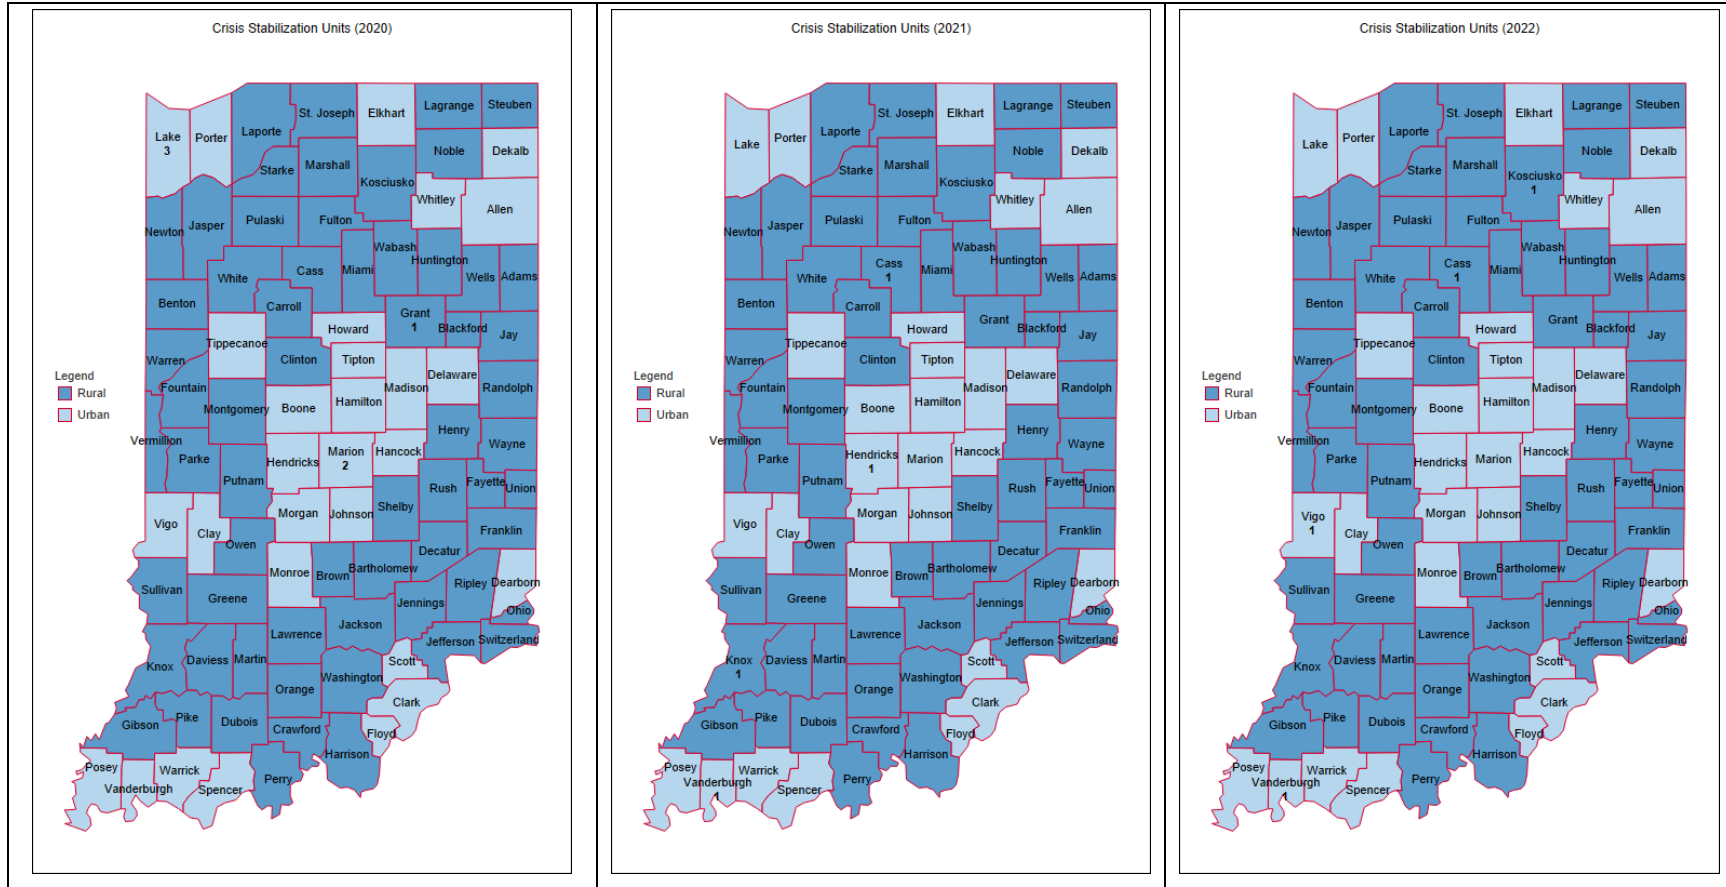 Crisis Stabilization Units (2020)
Lake
3
Porter
Laporte
St. Joseph
Elkhart
Lagrange
Steuben
Noble
Dekalb
Starke
Marshall
Kosciusko
Whitley
Allen
Newton
Jasper
Pulaski
Fulton
Wabash
Huntington
White
Cass
Miami
Wells
Adams
Benton
Carroll
Grant
1
Blackford
Jay
Howard
Tippecanoe
Clinton
Tipton
Warren
Fountain
Madison
Delaware
Randolph
Legend
Rural
Urban
Montgomery
Boone
Hamilton
Henry
Wayne
Vermillion
Parke
Hendricks
Marion
2
Hancock
Putnam
Rush
Fayette
Union
Morgan
Johnson
Shelby
Vigo
Clay
Owen
Franklin
Decatur
Monroe
Brown
Bartholomew
Ripley
Dearborn
Sullivan
Greene
Jennings
Ohio
Jackson
Lawrence
Jefferson
Switzerland
Knox
Daviess
Martin
Scott
Washington
Orange
Clark
Gibson
Pike
Dubois
Crawford
Floyd
Harrison
Posey
Warrick
Vanderburgh
Spencer
Perry
Crisis Stabilization Units (2021)
Lake
Porter
Laporte
St. Joseph
Elkhart
Lagrange
Steuben
Noble
Dekalb
Starke
Marshall
Kosciusko
Whitley
Allen
Newton
Jasper
Pulaski
Fulton
Wabash
Huntington
White
Cass
1
Miami
Wells
Adams
Benton
Carroll
Grant
Blackford
Jay
Howard
Tippecanoe
Clinton
Tipton
Warren
Fountain
Madison
Delaware
Randolph
Legend
Rural
Urban
Montgomery
Boone
Hamilton
Henry
Wayne
Vermillion
Parke
Hendricks
1
Marion
Hancock
Putnam
Rush
Fayette
Union
Morgan
Johnson
Shelby
Vigo
Clay
Owen
Franklin
Decatur
Monroe
Brown
Bartholomew
Ripley
Dearborn
Sullivan
Greene
Jennings
Ohio
Jackson
Lawrence
Jefferson
Switzerland
Knox
1
Daviess
Martin
Scott
Washington
Orange
Clark
Gibson
Pike
Dubois
Crawford
Floyd
Harrison
Posey
Warrick
Vanderburgh
1
Spencer
Perry
Crisis Stabilization Units (2022)
Lake
Porter
Laporte
St. Joseph
Elkhart
Lagrange
Steuben
Noble
Dekalb
Starke
Marshall
Kosciusko
1
Whitley
Allen
Newton
Jasper
Pulaski
Fulton
Wabash
Huntington
White
Cass
1
Miami
Wells
Adams
Benton
Carroll
Grant
Blackford
Jay
Howard
Tippecanoe
Clinton
Tipton
Warren
Fountain
Madison
Delaware
Randolph
Legend
Rural
Urban
Montgomery
Boone
Hamilton
Henry
Wayne
Vermillion
Parke
Hendricks
Marion
Hancock
Putnam
Rush
Fayette
Union
Morgan
Johnson
Shelby
Vigo
1
Clay
Owen
Franklin
Decatur
Monroe
Brown
Bartholomew
Ripley
Dearborn
Sullivan
Greene
Jennings
Ohio
Jackson
Lawrence
Jefferson
Switzerland
Knox
Daviess
Martin
Scott
Washington
Orange
Clark
Gibson
Pike
Dubois
Crawford
Floyd
Harrison
Posey
Warrick
Vanderburgh
1
Spencer
Perry